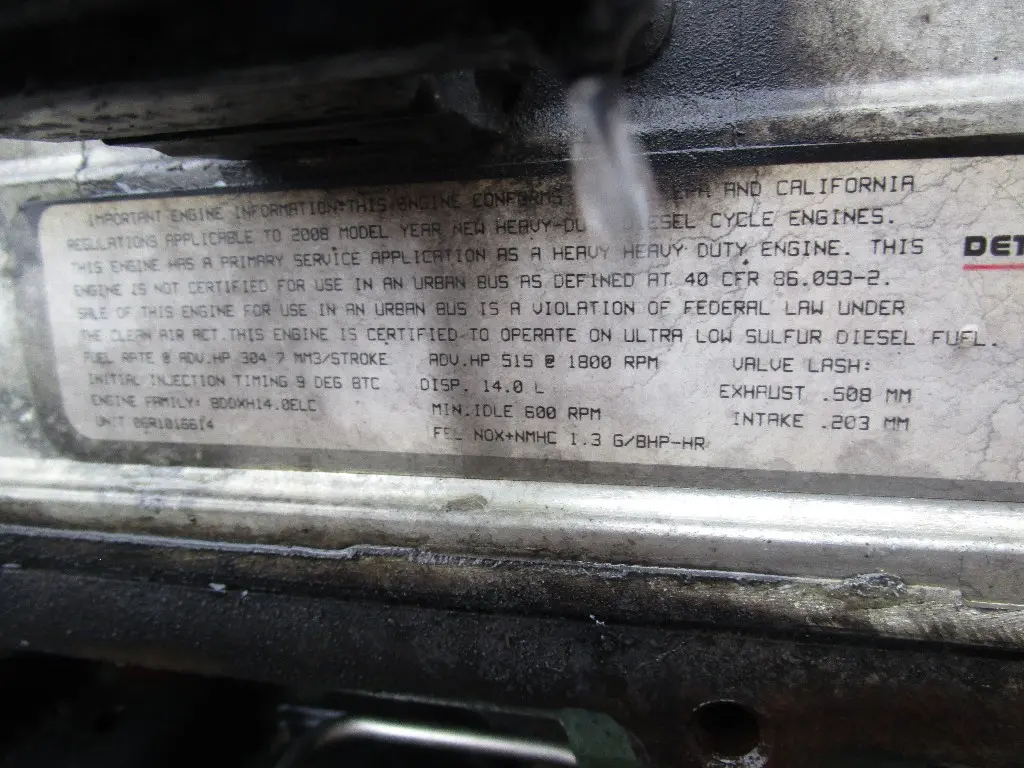 IMPORTANT ENGINE INFORMATION: THIS ENGINE CONFORMS EPA AND CALIFORNIA
REGULATIONS APPLICABLE TO 2008 MODEL YEAR NEW HEAVY-DU ESEL CYCLE ENGINES.
THIS ENGINE HAS A PRIMARY SERVICE APPLICATION AS A HEAVY HEAVY DUTY ENGINE. THIS
DET
ENGINE IS NOT CERTIFIED FOR USE IN AN URBAN BUS AS DEFINED AT 40 CFR 86.093-2.
SALE OF THIS ENGINE FOR USE IN AN URBAN BUS IS A VIOLATION OF FEDERAL LAW UNDER
THE CLEAN AIR ACT. THIS ENGINE IS CERTIFIED TO OPERATE ON ULTRA LOW SULFUR DIESEL FUEL.
FUEL RATE @ ADV.HP 304 7 MM3/STROKE ADV.HP 515 @ 1800 RPM VALVE LASH:
INITIAL INJECTION TIMING 9 DEG BTC DISP. 14.0 L EXHAUST .508 MM
ENGINE FAMILY: 8DDXH14.0ELC MIN.IDLE 600 RPM INTAKE .203 MM
UNIT 06R1016614 FEL NOX+NMHC 1.3 G/BHP-HR